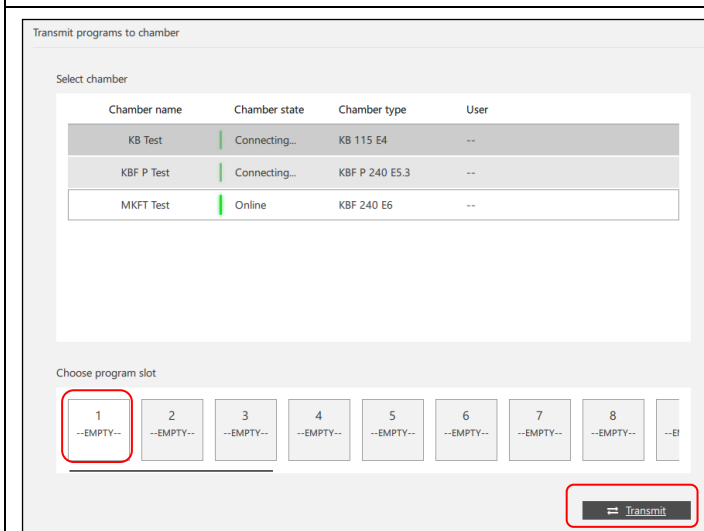 Transmit programs to chamber
Select chamber
Chamber name Chamber state Chamber type User
KB Test Connecting... KB 115 E4 --
KBF P Test Connecting... KBF P 240 E5.3 --
MKFT Test Online KBF 240 E6 --
Choose program slot
1 2 3 4 5 6 7 8
--EMPTY-- --EMPTY-- --EMPTY-- --EMPTY-- --EMPTY-- --EMPTY-- --EMPTY-- --EMPTY--
Transmit